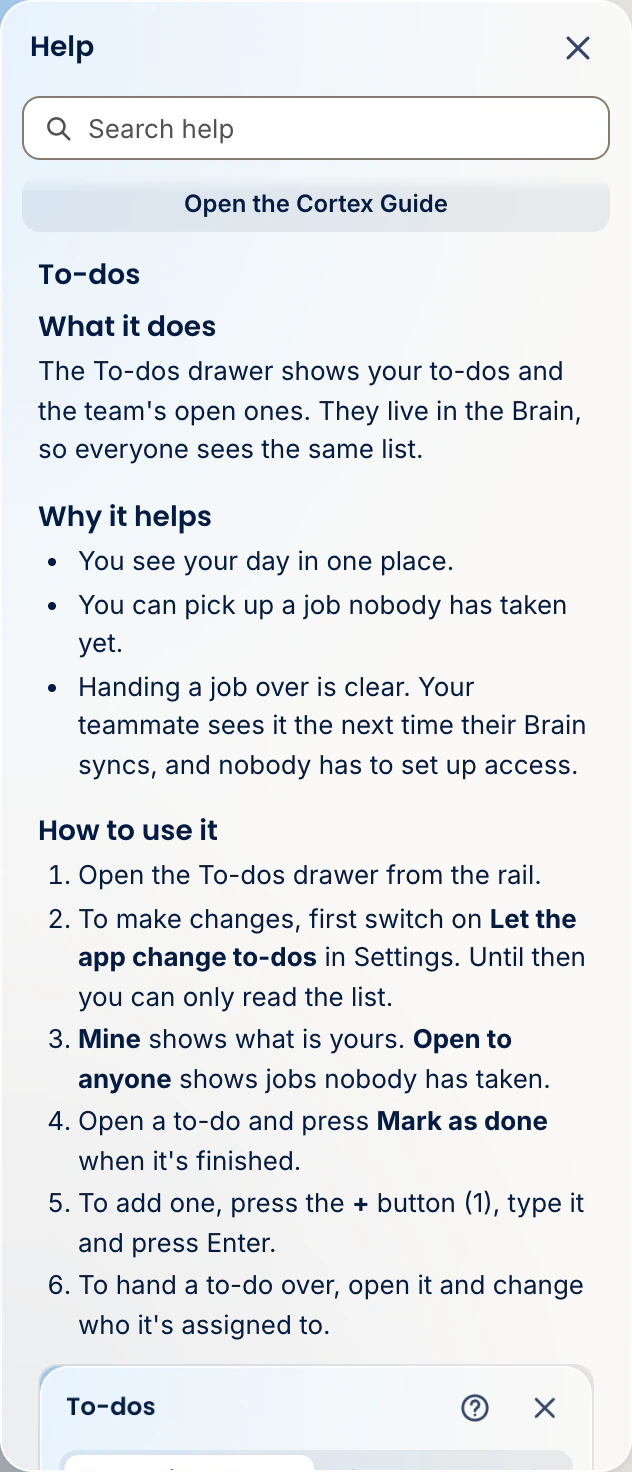 Help
Search help
Open the Cortex Guide
To-dos
What it does
The To-dos drawer shows your to-dos and
the team's open ones. They live in the Brain,
so everyone sees the same list.
Why it helps
• You see your day in one place.
• You can pick up a job nobody has taken
yet.
• Handing a job over is clear. Your
teammate sees it the next time their Brain
syncs, and nobody has to set up access.
How to use it
1. Open the To-dos drawer from the rail.
2. To make changes, first switch on Let the
app change to-dos in Settings. Until then
you can only read the list.
3. Mine shows what is yours. Open to
anyone shows jobs nobody has taken.
4. Open a to-do and press Mark as done
when it's finished.
5. To add one, press the + button (1), type it
and press Enter.
6. To hand a to-do over, open it and change
who it's assigned to.
To-dos